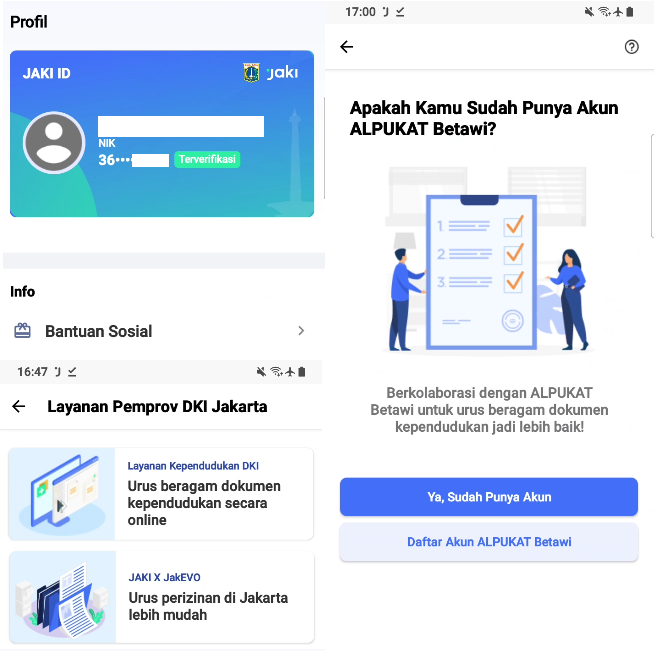 Profil
JAKI ID
jaki
NIK
36••••
Terverifikasi
Info
Bantuan Sosial
16:47
Layanan Pemprov DKI Jakarta
Layanan Kependudukan DKI
Urus beragam dokumen
kependudukan secara
online
JAKI X JakEVO
Urus perizinan di Jakarta
lebih mudah
17:00
Apakah Kamu Sudah Punya Akun
ALPUKAT Betawi?
1
2
3
Berkolaborasi dengan ALPUKAT
Betawi untuk urus beragam dokumen
kependudukan jadi lebih baik!
Ya, Sudah Punya Akun
Daftar Akun ALPUKAT Betawi